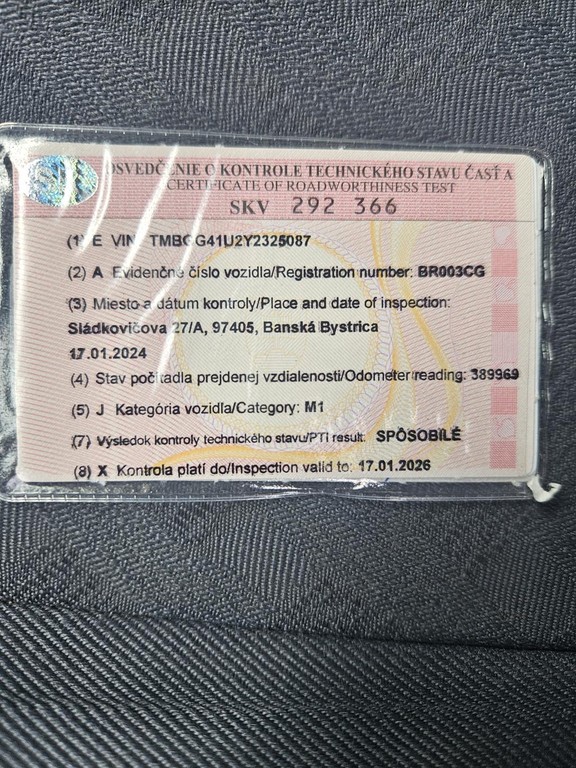 OSVEDČENIE O KONTROLE TECHNICKÉHO STAVU ČASŤ A
CERTIFICATE OF ROADWORTHINESS TEST
SKV 292 366
(1) E VIN TMBGG41U2Y2325087
(2) A Evidenčné číslo vozidla/Registration number: BR003CG
(3) Miesto a dátum kontroly/Place and date of inspection:
Sládkovičova 27/A, 97405, Banská Bystrica
17.01.2024
(4) Stav počítadla prejdenej vzdialenosti/Odometer reading: 389969
(5) J Kategória vozidla/Category: M1
(7) Výsledok kontroly technického stavu/PTI result: SPÔSOBILÉ
(8) X Kontrola platí do/Inspection valid to: 17.01.2026